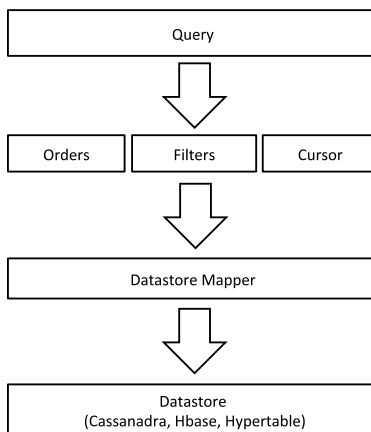 Query
Orders Filters Cursor
Datastore Mapper
Datastore
(Cassanadra, Hbase, Hypertable)